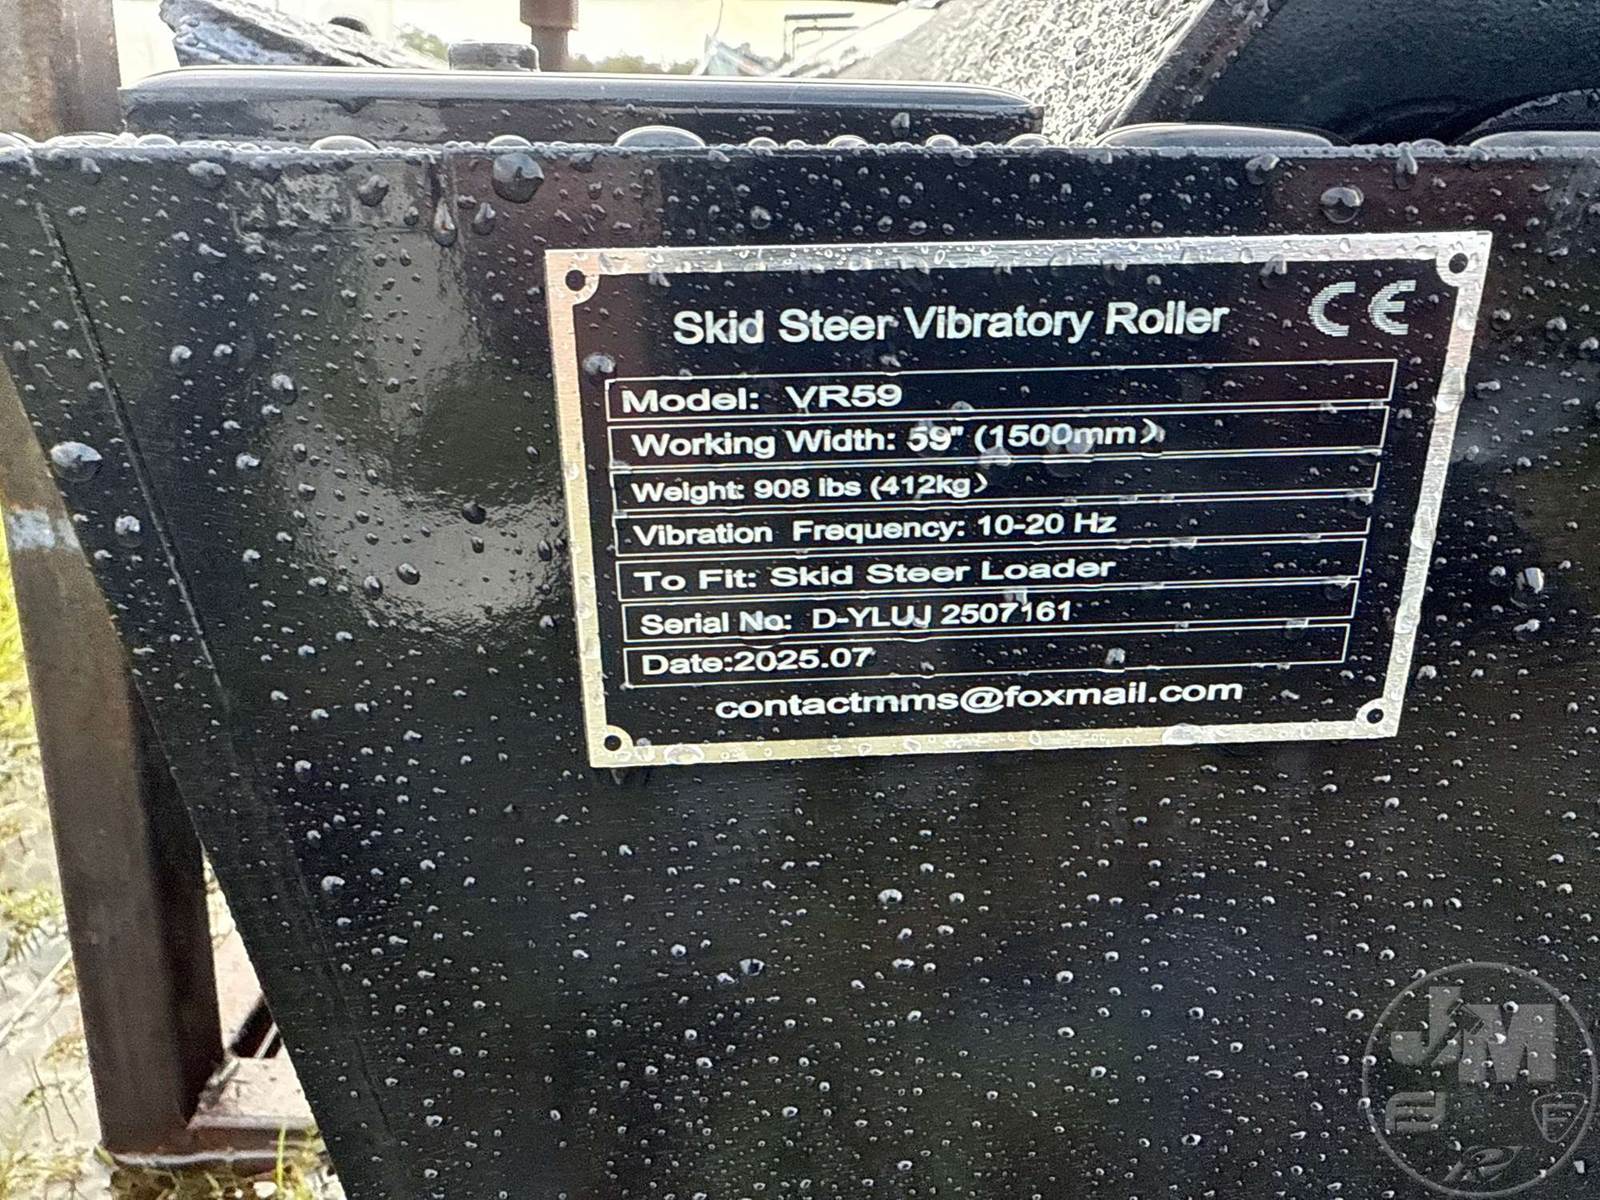 Skid Steer Vibratory Roller CE
Model: VR59
Working Width: 59" (1500mm)
Weight: 908 lbs (412kg)
Vibration Frequency: 10-20 Hz
To Fit: Skid Steer Loader
Serial No: D-YLUJ 2507161
Date:2025.07
contactmms@foxmail.com
JM
F